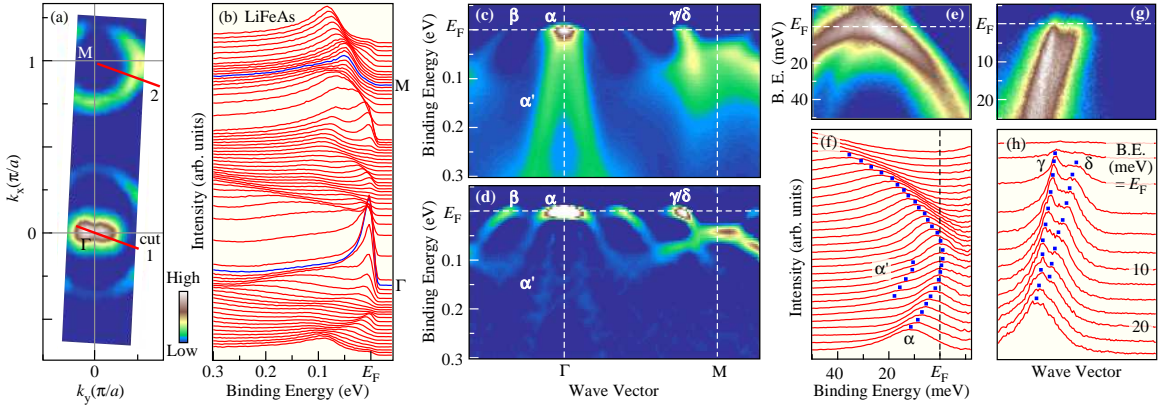 (a)
M
1
2
k_x(π/a)
0
Γ
cut
1
High
Low
0
k_y(π/a)
(b) LiFeAs
Intensity (arb. units)
M
Γ
0.3 0.2 0.1 E_F
Binding Energy (eV)
(c) β α γ/δ
E_F
0.1
0.2
0.3
Binding Energy (eV)
α'
(d) β α γ/δ
E_F
0.1
0.2
0.3
Binding Energy (eV)
α'
Γ M
Wave Vector
(e)
E_F
20
40
B. E. (meV)
(f)
Intensity (arb. units)
α'
α
40 20 E_F
Binding Energy (meV)
(g)
E_F
10
20
(h)
γ δ
B.E.
(meV)
= E_F
10
20
Wave Vector